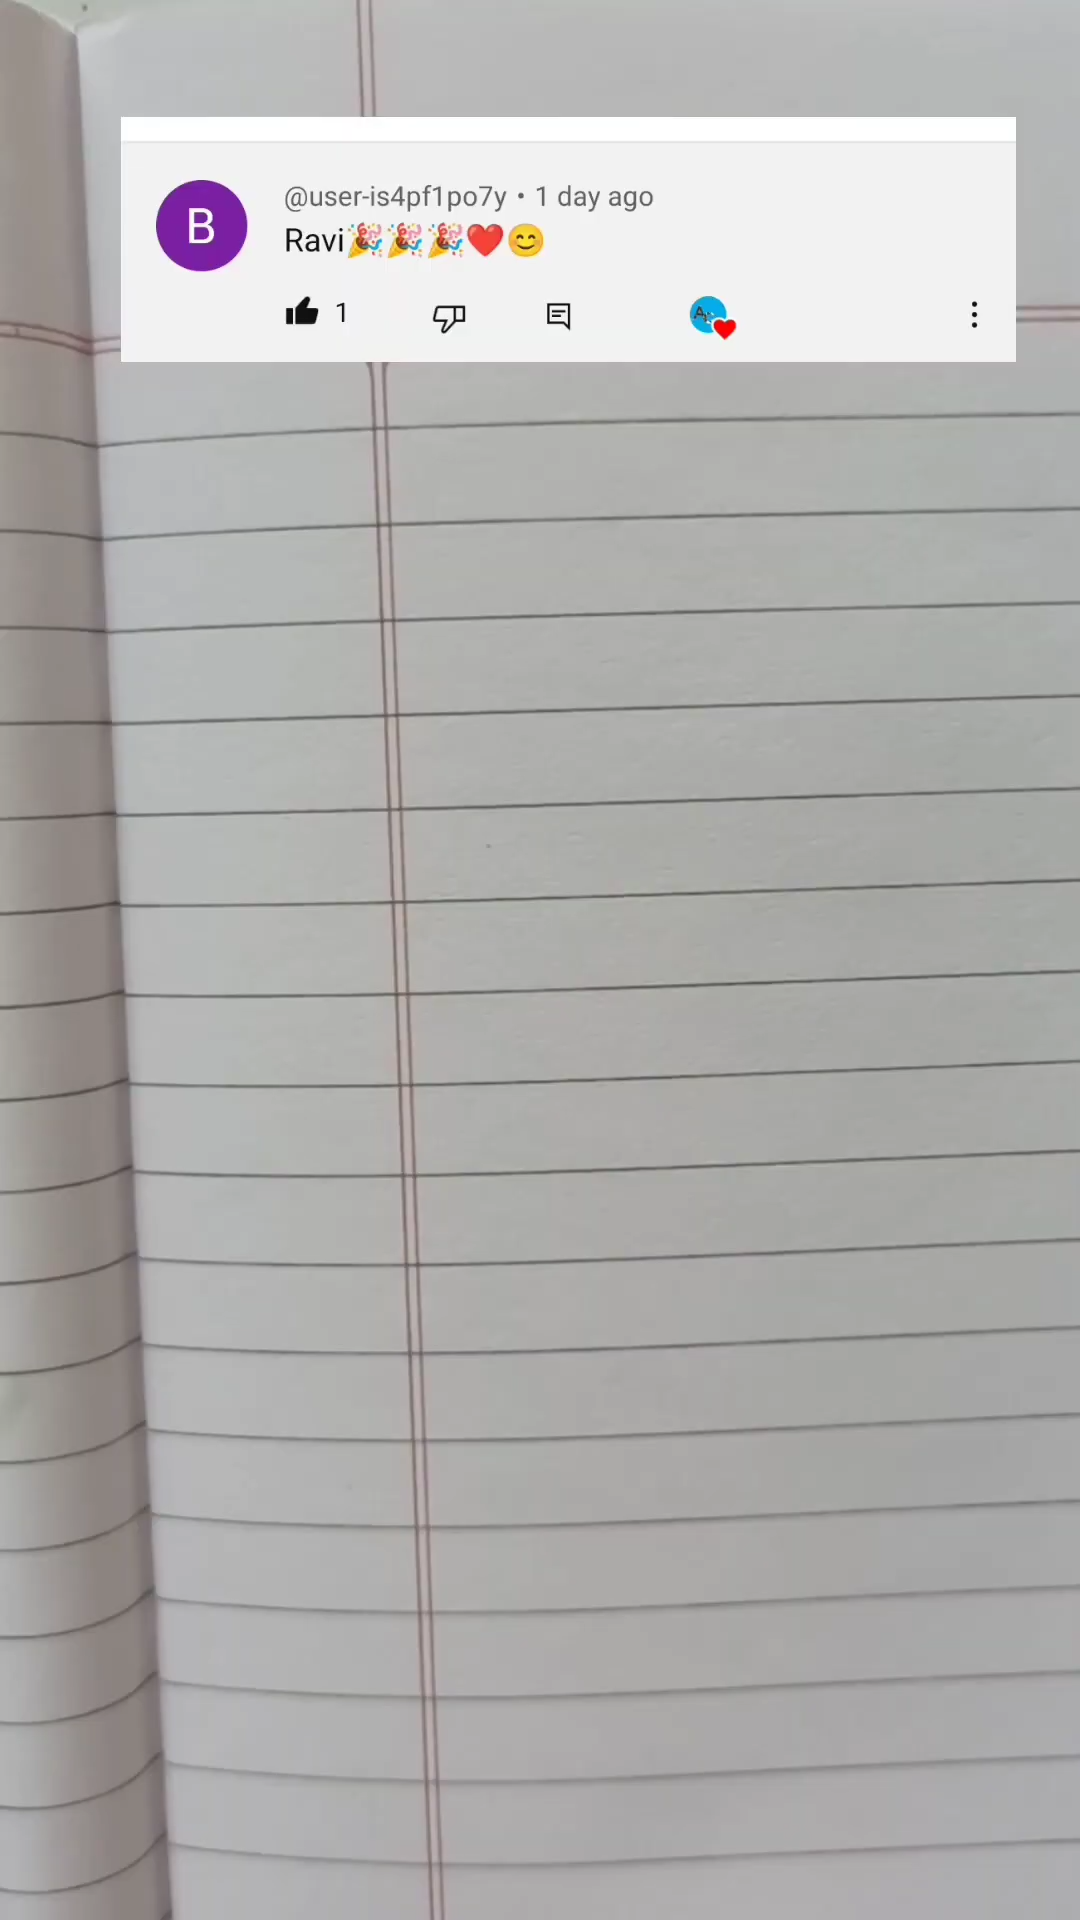 B
@user-is4pf1po7y • 1 day ago
Ravi🎉🎉🎉❤️😊
1